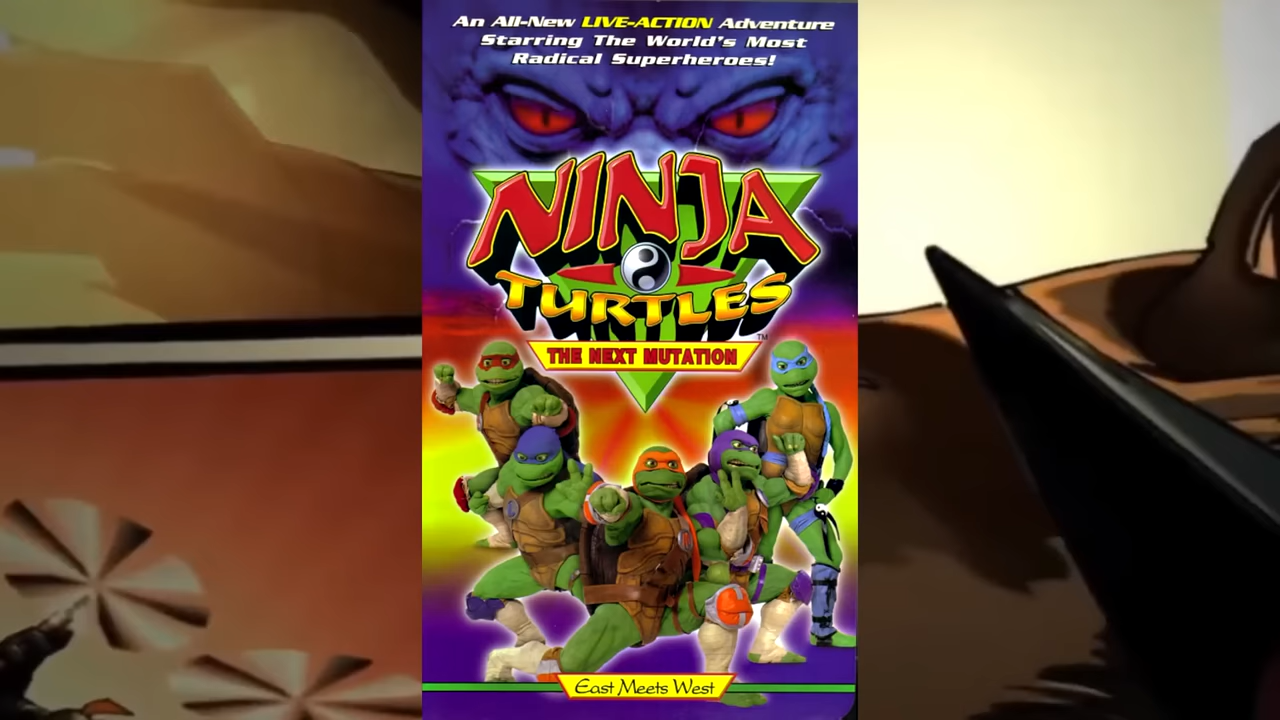 An All-New LIVE-ACTION Adventure
Starring The World's Most
Radical Superheroes!
NINJA
TURTLES
TM
THE NEXT MUTATION
East Meets West